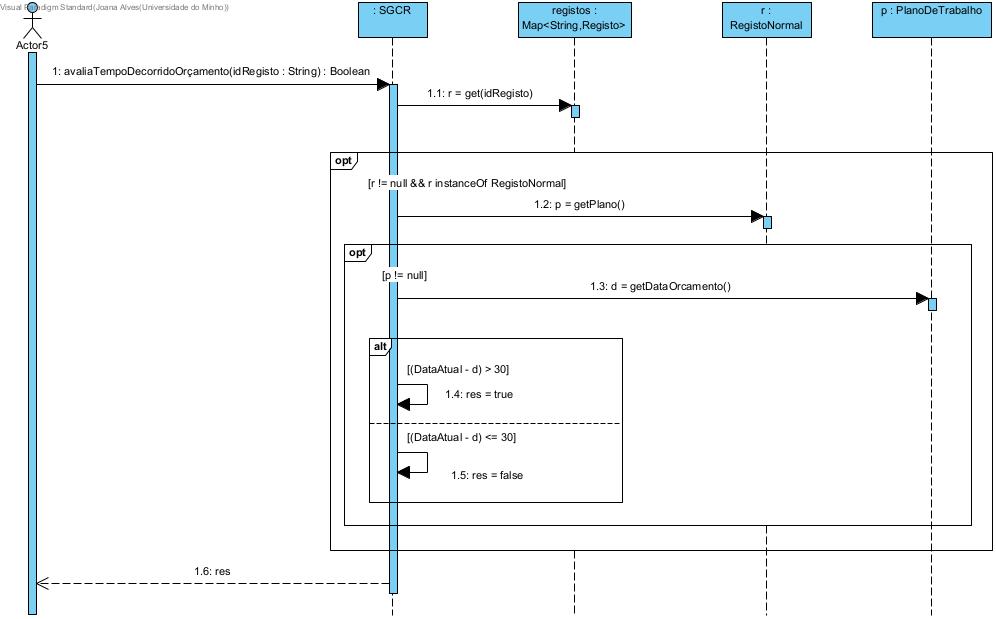 Visual Paradigm Standard(Joana Alves(Universidade do Minho))
Actor5
: SGCR
registos :
Map<String,Registo>
r :
RegistoNormal
p : PlanoDeTrabalho
1: avaliaTempoDecorridoOrçamento(idRegisto : String) : Boolean
1.1: r = get(idRegisto)
opt
[r != null && r instanceOf RegistoNormal]
1.2: p = getPlano()
opt
[p != null]
1.3: d = getDataOrcamento()
alt
[(DataAtual - d) > 30]
1.4: res = true
[(DataAtual - d) <= 30]
1.5: res = false
1.6: res